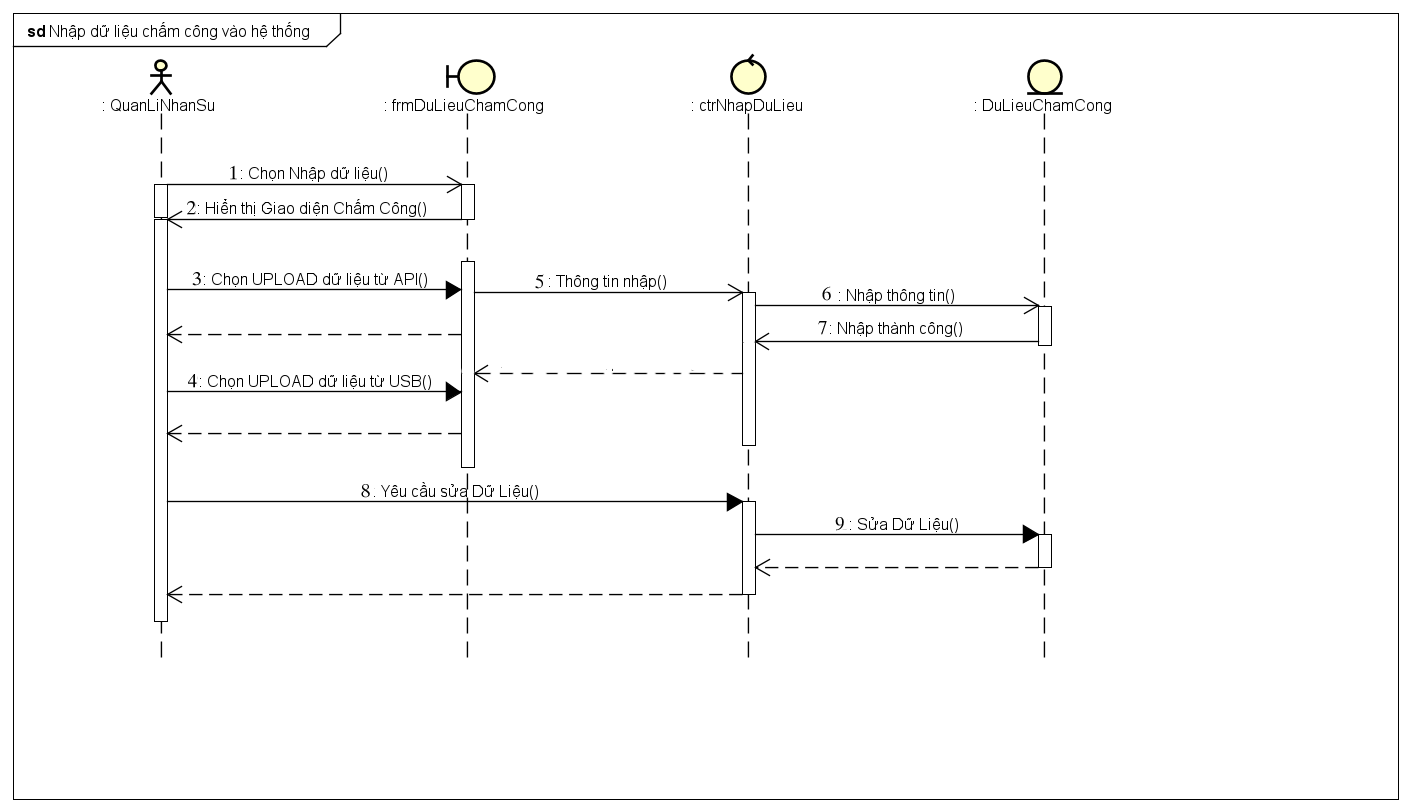 sd Nhập dữ liệu chấm công vào hệ thống
: QuanLiNhanSu
: frmDuLieuChamCong
: ctrNhapDuLieu
: DuLieuChamCong
1: Chọn Nhập dữ liệu()
2: Hiển thị Giao diện Chấm Công()
3: Chọn UPLOAD dữ liệu từ API()
5: Thông tin nhập()
6: Nhập thông tin()
7: Nhập thành công()
4: Chọn UPLOAD dữ liệu từ USB()
8. Yêu cầu sửa Dữ Liệu()
9: Sửa Dữ Liệu()